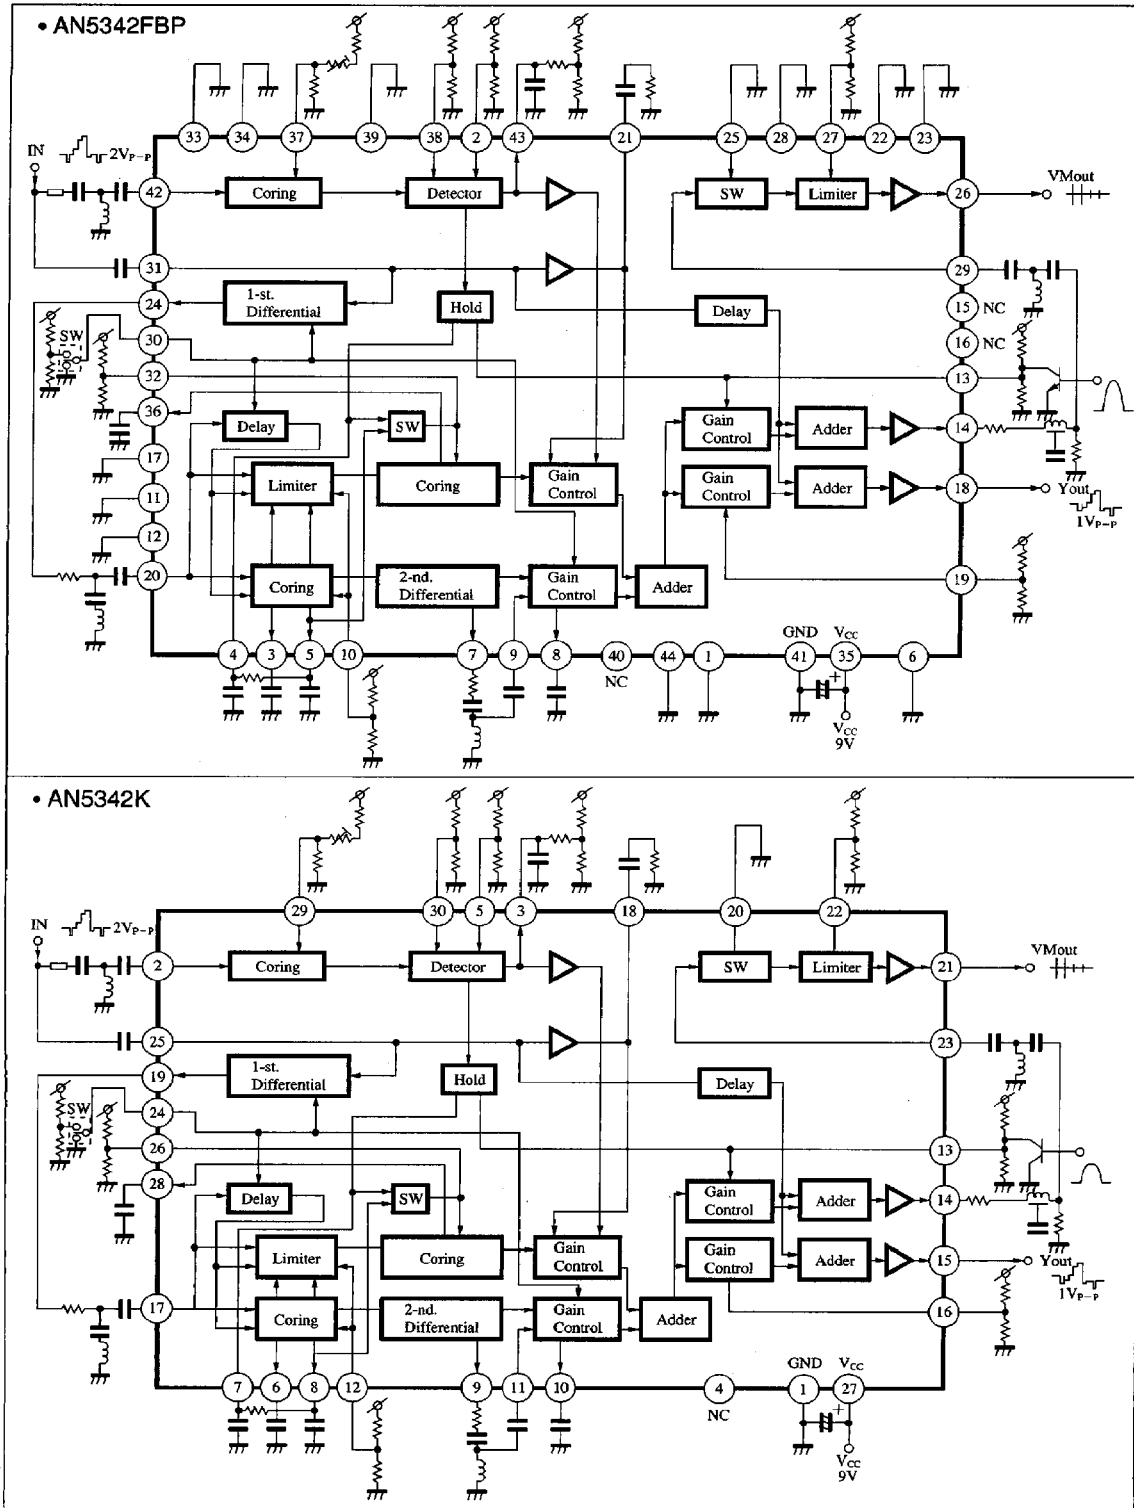 • AN5342FBP
33 34 37 39 38 2 43 21 25 28 27 22 23
IN 2VP-P
42 Coring Detector SW Limiter 26 VMout
31 29
24 1-st. Differential Hold Delay 15 NC
SW 30 16 NC
32 13
36 Delay SW Gain Control Adder 14
17 Limiter Coring Gain Control Gain Control Adder 18 Yout
1VP-P
11
12
20 Coring 2-nd. Differential Gain Control Adder 19
GND VCC
4 3 5 10 7 9 8 40 44 1 41 35 6
NC
+
VCC
9V
• AN5342K
29 30 5 3 18 20 22
IN 2VP-P
2 Coring Detector SW Limiter 21 VMout
25 23
19 1-st. Differential Hold Delay
SW 24
26 13
28 Delay SW Gain Control Adder 14
Limiter Coring Gain Control Gain Control Adder 15 Yout
1VP-P
17 Coring 2-nd. Differential Gain Control Adder 16
GND VCC
7 6 8 12 9 11 10 4 1 27
NC
+
VCC
9V